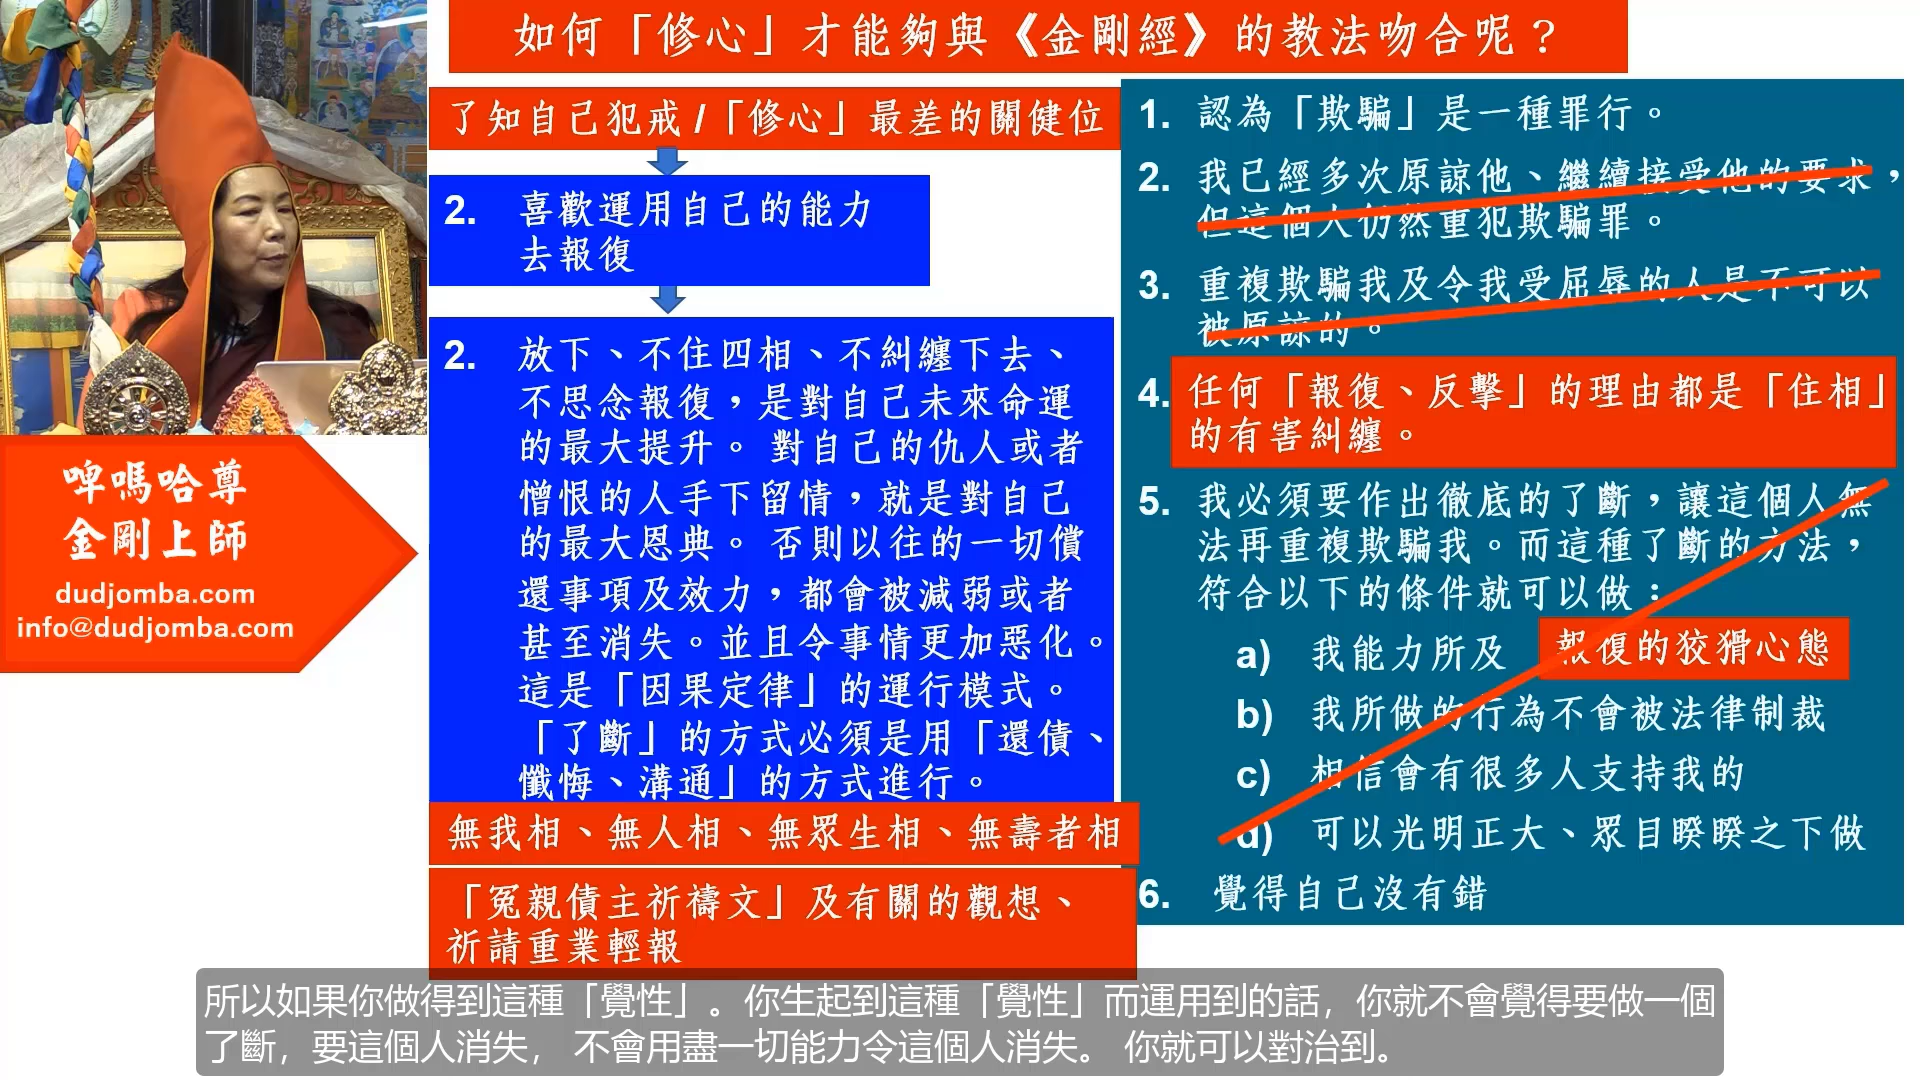 如何「修心」才能夠與《金剛經》的教法吻合呢？
了知自己犯戒 /「修心」最差的關健位
2. 喜歡運用自己的能力
去報復
2. 放下、不住四相、不糾纏下去、
不思念報復，是對自己未來命運
的最大提升。 對自己的仇人或者
憎恨的人手下留情，就是對自己
的最大恩典。 否則以往的一切償
還事項及效力，都會被減弱或者
甚至消失。並且令事情更加惡化。
這是「因果定律」的運行模式。
「了斷」的方式必須是用「還債、
懺悔、溝通」的方式進行。
無我相、無人相、無眾生相、無壽者相
「冤親債主祈禱文」及有關的觀想、
祈請重業輕報
1. 認為「欺騙」是一種罪行。
2. 我已經多次原諒他、繼續接受他的要求，
但這個人仍然重犯欺騙罪。
3. 重複欺騙我及令我受屈辱的人是不可以
被原諒的。
4. 任何「報復、反擊」的理由都是「住相」
的有害糾纏。
5. 我必須要作出徹底的了斷，讓這個人無
法再重複欺騙我。而這種了斷的方法，
符合以下的條件就可以做：
a) 我能力所及
報復的狡猾心態
b) 我所做的行為不會被法律制裁
c) 相信會有很多人支持我的
d) 可以光明正大、眾目睽睽之下做
6. 覺得自己沒有錯
啤嗎哈尊
金剛上師
dudjomba.com
info@dudjomba.com
所以如果你做得到這種「覺性」。你生起到這種「覺性」而運用到的話，你就不會覺得要做一個
了斷，要這個人消失， 不會用盡一切能力令這個人消失。 你就可以對治到。